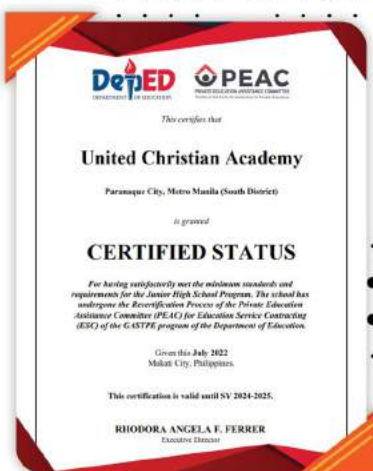 DepED
DEPARTMENT OF EDUCATION
PEAC
PRIVATE EDUCATION ASSISTANCE COMMITTEE
This certifies that
United Christian Academy
Paranaque City, Metro Manila (South District)
is granted
CERTIFIED STATUS
For having satisfactorily met the minimum standards and
requirements for the Junior High School Program. The school has
undergone the Recertification Process of the Private Education
Assistance Committee (PEAC) for Education Service Contracting
(ESC) of the GASTPE program of the Department of Education.
Given this July 2022
Makati City, Philippines.
This certification is valid until SY 2024-2025.
RHODORA ANGELA F. FERRER
Executive Director